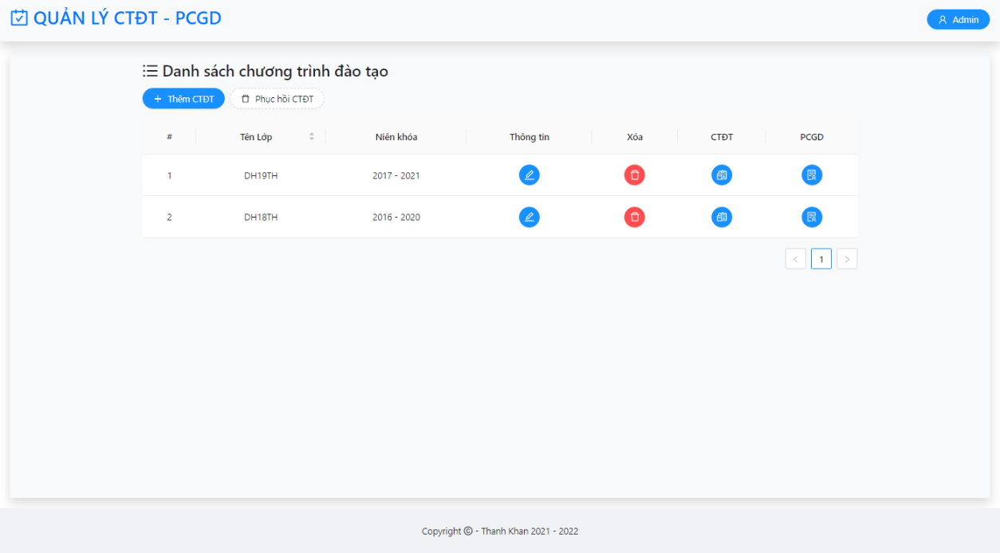 QUẢN LÝ CTĐT - PCGD
Admin
Danh sách chương trình đào tạo
+ Thêm CTĐT
Phục hồi CTĐT
# Tên Lớp Niên khóa Thông tin Xóa CTĐT PCGD
1 DH19TH 2017 - 2021
2 DH18TH 2016 - 2020
< 1 >
Copyright © - Thanh Khan 2021 - 2022